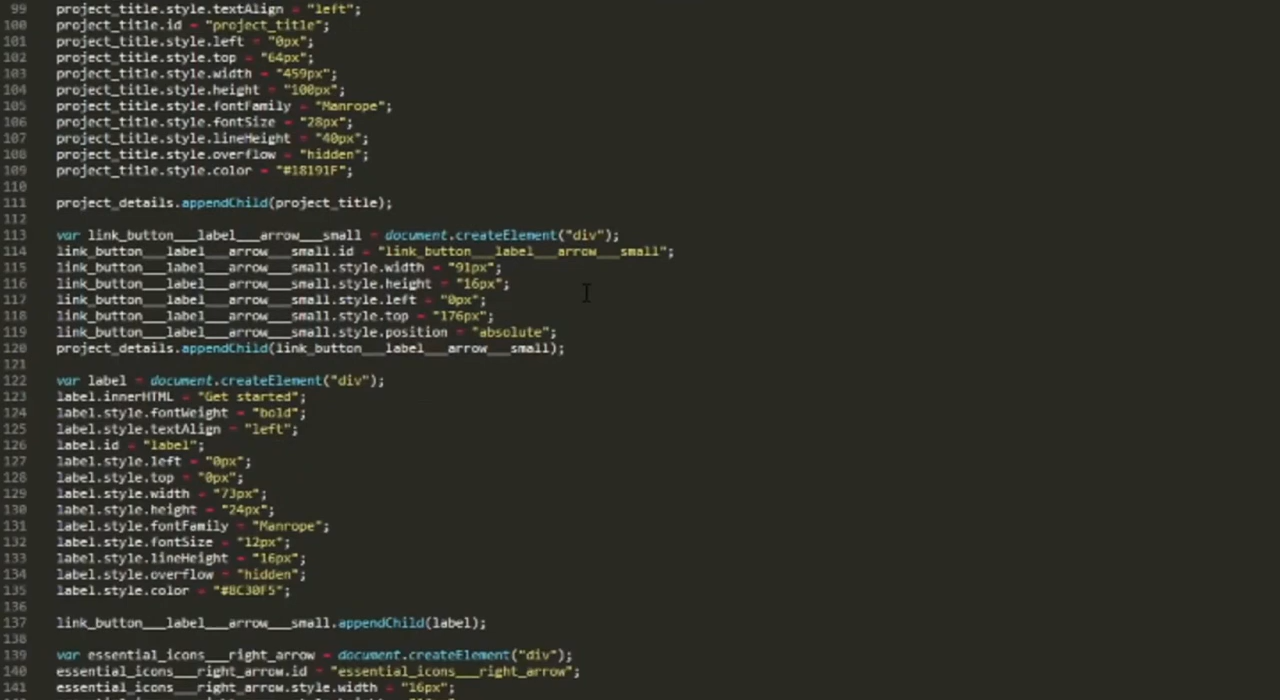 99 project_title.style.textAlign = "left";
100 project_title.id = "project_title";
101 project_title.style.left = "0px";
102 project_title.style.top = "64px";
103 project_title.style.width = "459px";
104 project_title.style.height = "100px";
105 project_title.style.fontFamily = "Manrope";
106 project_title.style.fontSize = "28px";
107 project_title.style.lineHeight = "40px";
108 project_title.style.overflow = "hidden";
109 project_title.style.color = "#18191F";
110
111 project_details.appendChild(project_title);
112
113 var link_button___label___arrow___small = document.createElement("div");
114 link_button___label___arrow___small.id = "link_button___label___arrow___small";
115 link_button___label___arrow___small.style.width = "91px";
116 link_button___label___arrow___small.style.height = "16px";
117 link_button___label___arrow___small.style.left = "0px";
118 link_button___label___arrow___small.style.top = "176px";
119 link_button___label___arrow___small.style.position = "absolute";
120 project_details.appendChild(link_button___label___arrow___small);
121
122 var label = document.createElement("div");
123 label.innerHTML = "Get started";
124 label.style.fontWeight = "bold";
125 label.style.textAlign = "left";
126 label.id = "label";
127 label.style.left = "0px";
128 label.style.top = "0px";
129 label.style.width = "73px";
130 label.style.height = "24px";
131 label.style.fontFamily = "Manrope";
132 label.style.fontSize = "12px";
133 label.style.lineHeight = "16px";
134 label.style.overflow = "hidden";
135 label.style.color = "#8C30F5";
136
137 link_button___label___arrow___small.appendChild(label);
138
139 var essential_icons___right_arrow = document.createElement("div");
140 essential_icons___right_arrow.id = "essential_icons___right_arrow";
141 essential_icons___right_arrow.style.width = "16px";